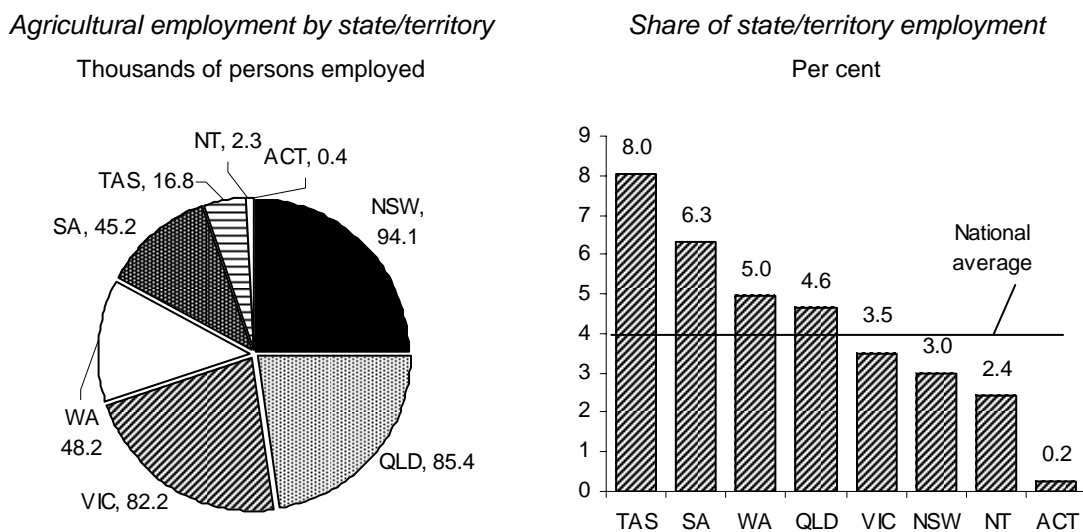 Agricultural employment by state/territory
Thousands of persons employed
NT, 2.3
ACT, 0.4
TAS, 16.8
NSW,
94.1
SA, 45.2
WA
48.2
QLD, 85.4
VIC, 82.2
Share of state/territory employment
Per cent
9
8
7
6
5
4
3
2
1
0
8.0
6.3
5.0
4.6
3.5
3.0
2.4
0.2
National
average
TAS SA WA QLD VIC NSW NT ACT